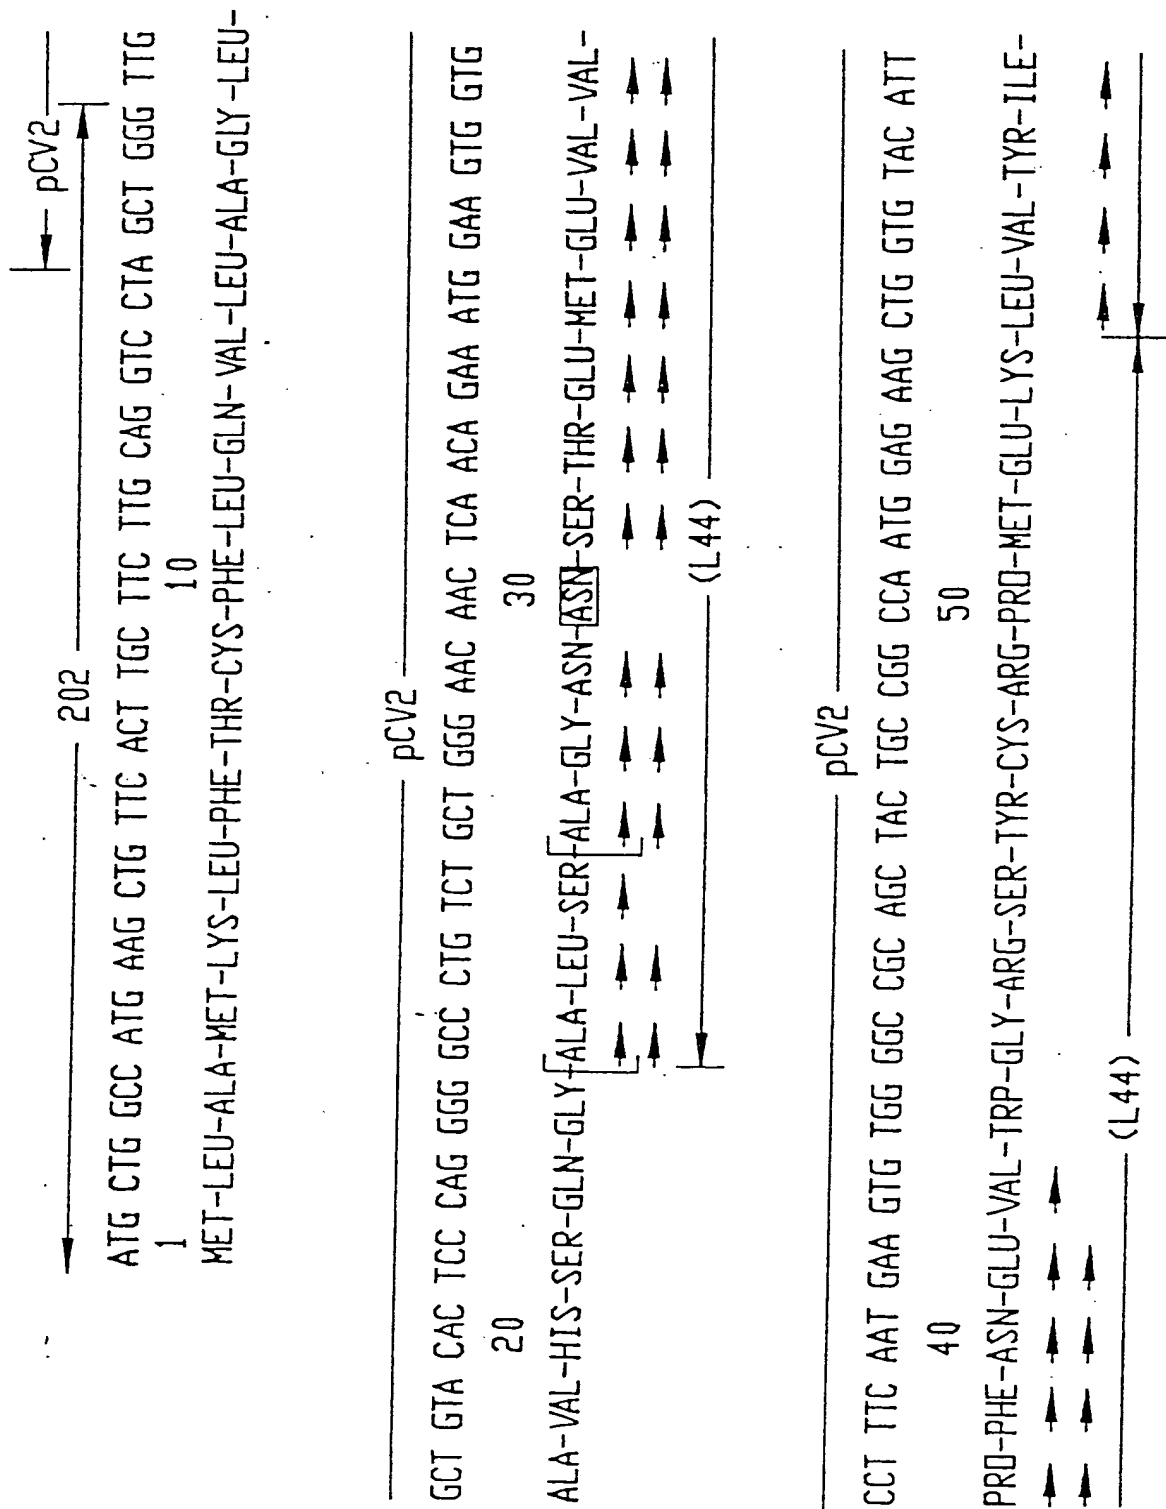 pCV2
202
ATG CTG GCC ATG AAG CTG TTC ACT TGC TTC TTG CAG GTC CTA GCT GGG TTG
1 10
MET-LEU-ALA-MET-LYS-LEU-PHE-THR-CYS-PHE-LEU-GLN-VAL-LEU-ALA-GLY-LEU-
pCV2
GCT GTA CAC TCC CAG GGG GCC CTG TCT GCT GGG AAC AAC TCA ACA GAA ATG GAA GTG GTG
20 30
ALA-VAL-HIS-SER-GLN-GLY-ALA-LEU-SER-ALA-GLY-ASN-ASN-SER-THR-GLU-MET-GLU-VAL-VAL-
(L44)
pCV2
CCT TTC AAT GAA GTG TGG GGC CGC AGC TAC TGC CGG CCA ATG GAG AAG CTG GTG TAC ATT
40 50
PRO-PHE-ASN-GLU-VAL-TRP-GLY-ARG-SER-TYR-CYS-ARG-PRO-MET-GLU-LYS-LEU-VAL-TYR-ILE-
(L44)